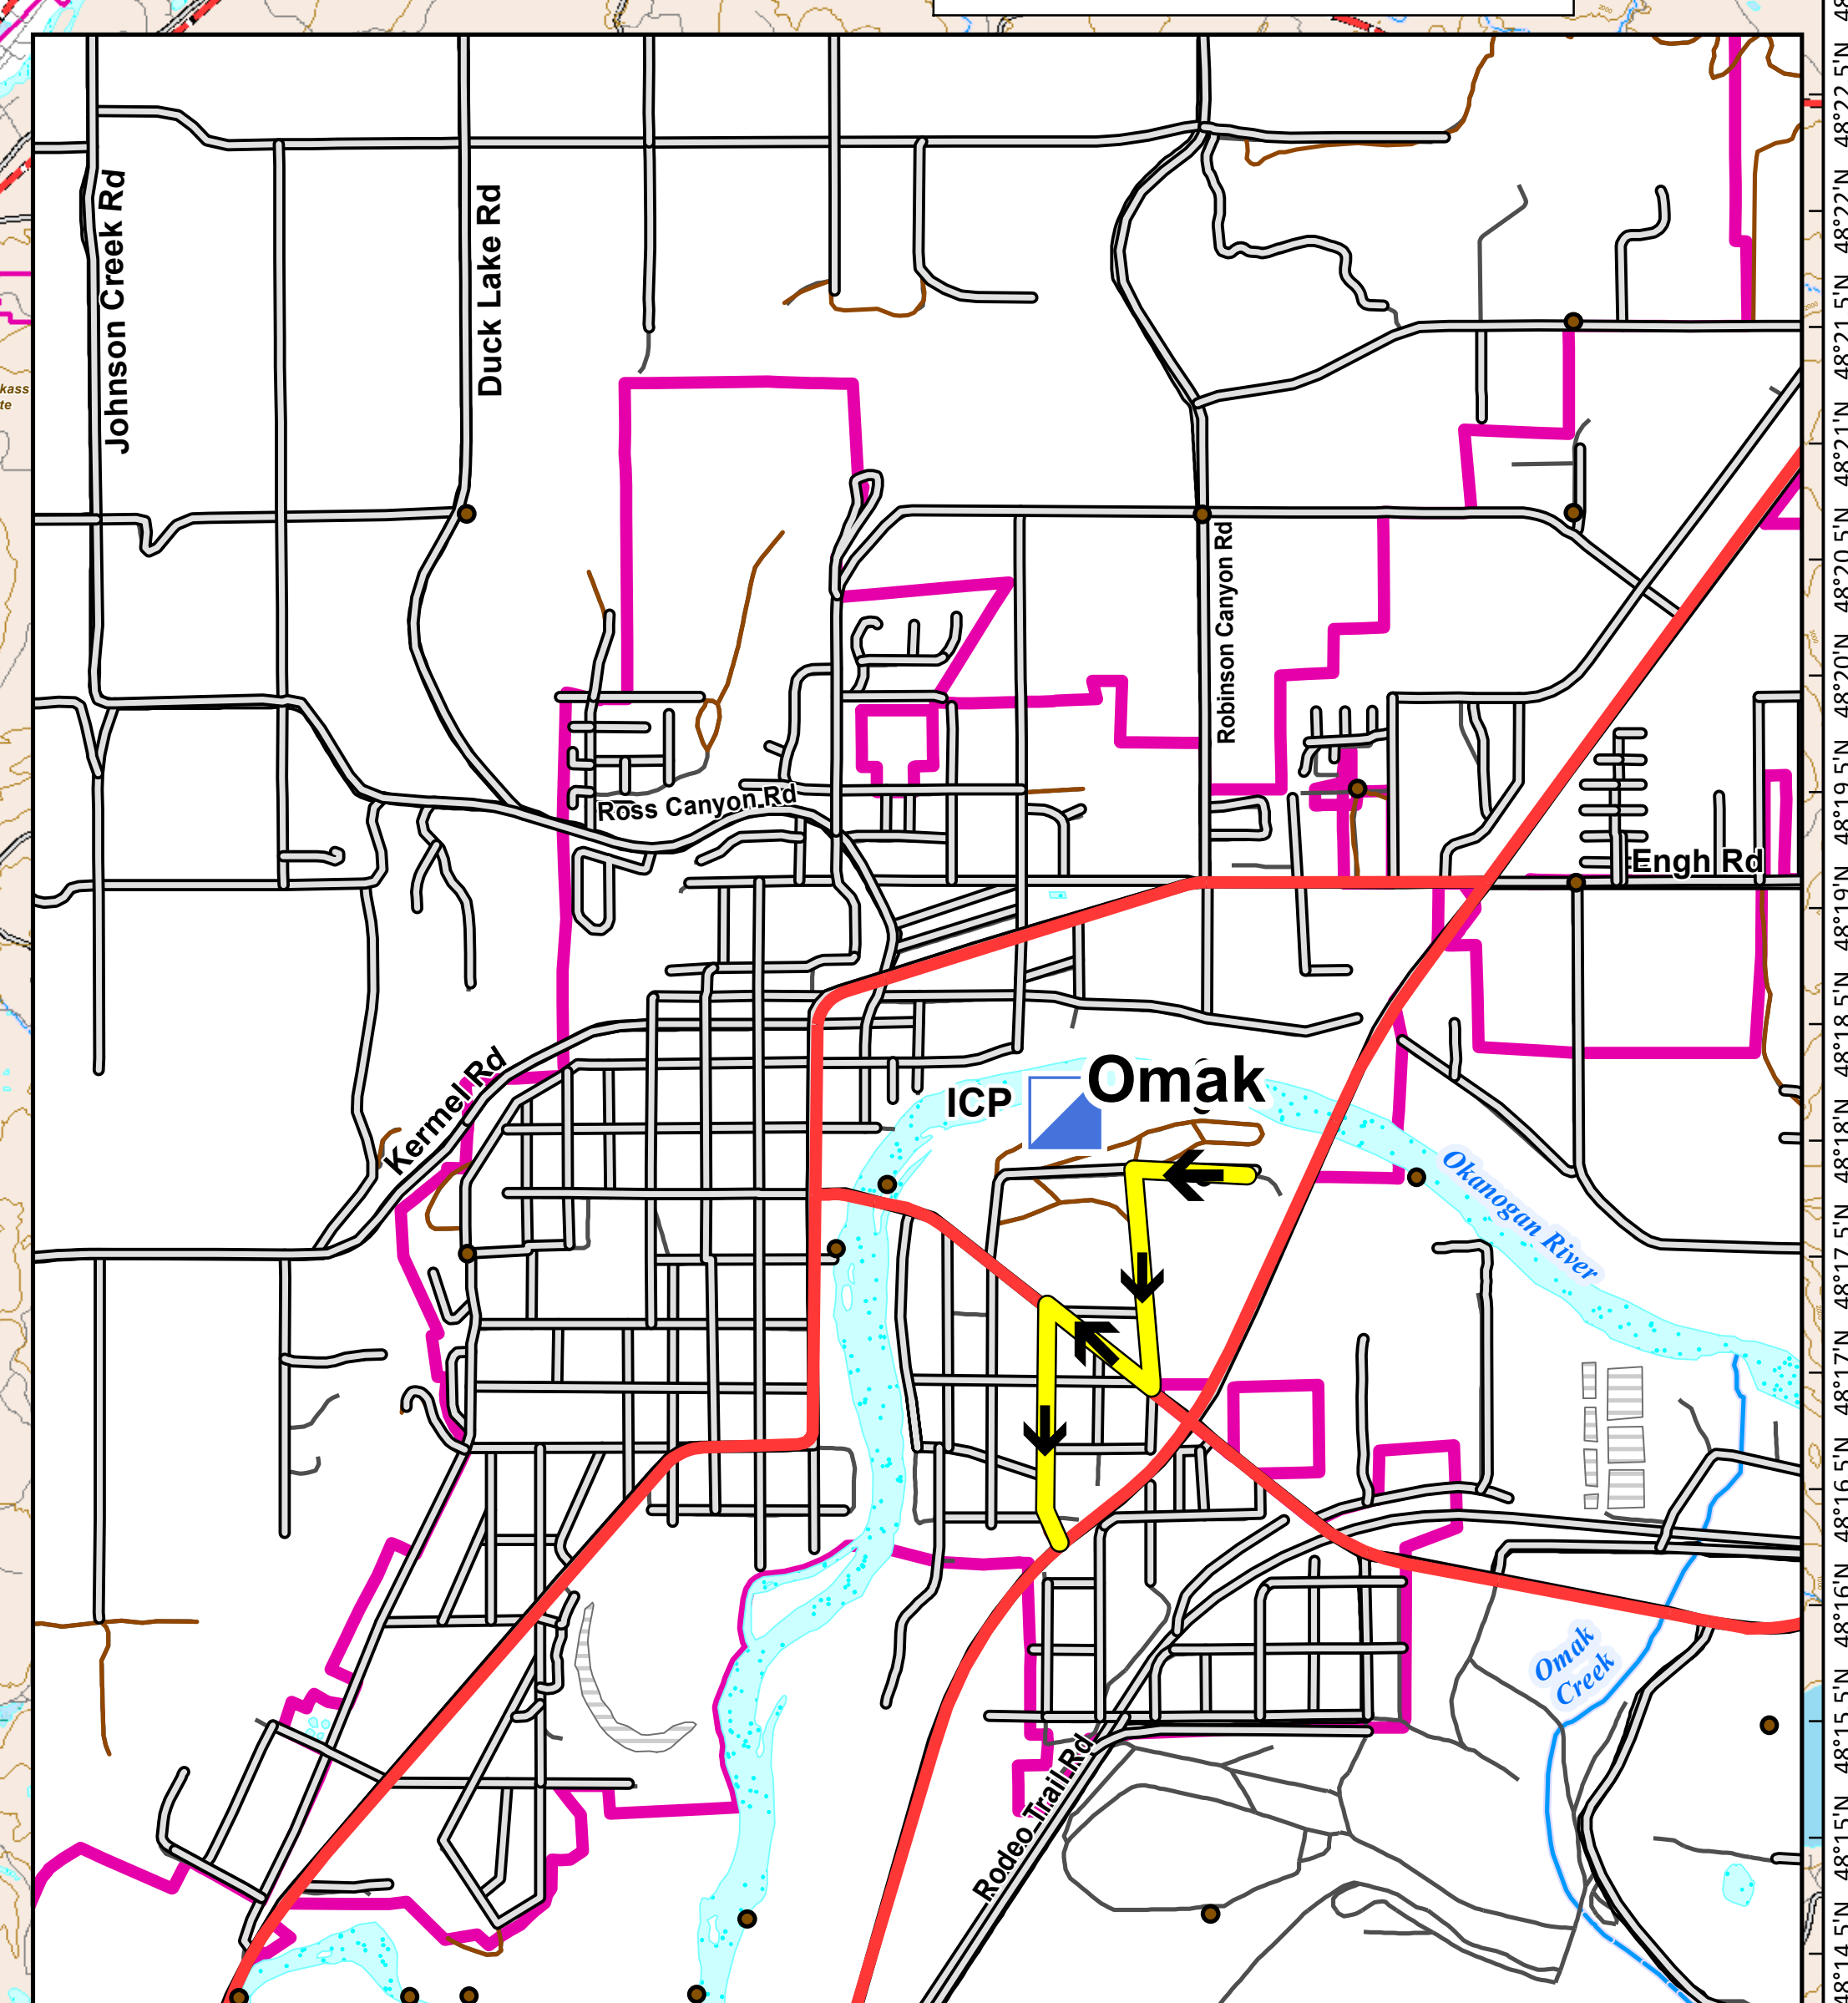 Johnson Creek Rd
Duck Lake Rd
kass
te
Robinson Canyon Rd
Ross Canyon Rd
Engh Rd
Kermel Rd
ICP
Omak
Okanogan River
Omak
Creek
Rodeo Trail Rd
48°22.5'N
48°22'N
48°21.5'N
48°21'N
48°20.5'N
48°20'N
48°19.5'N
48°19'N
48°18.5'N
48°18'N
48°17.5'N
48°17'N
48°16.5'N
48°16'N
48°15.5'N
48°15'N
48°14.5'N